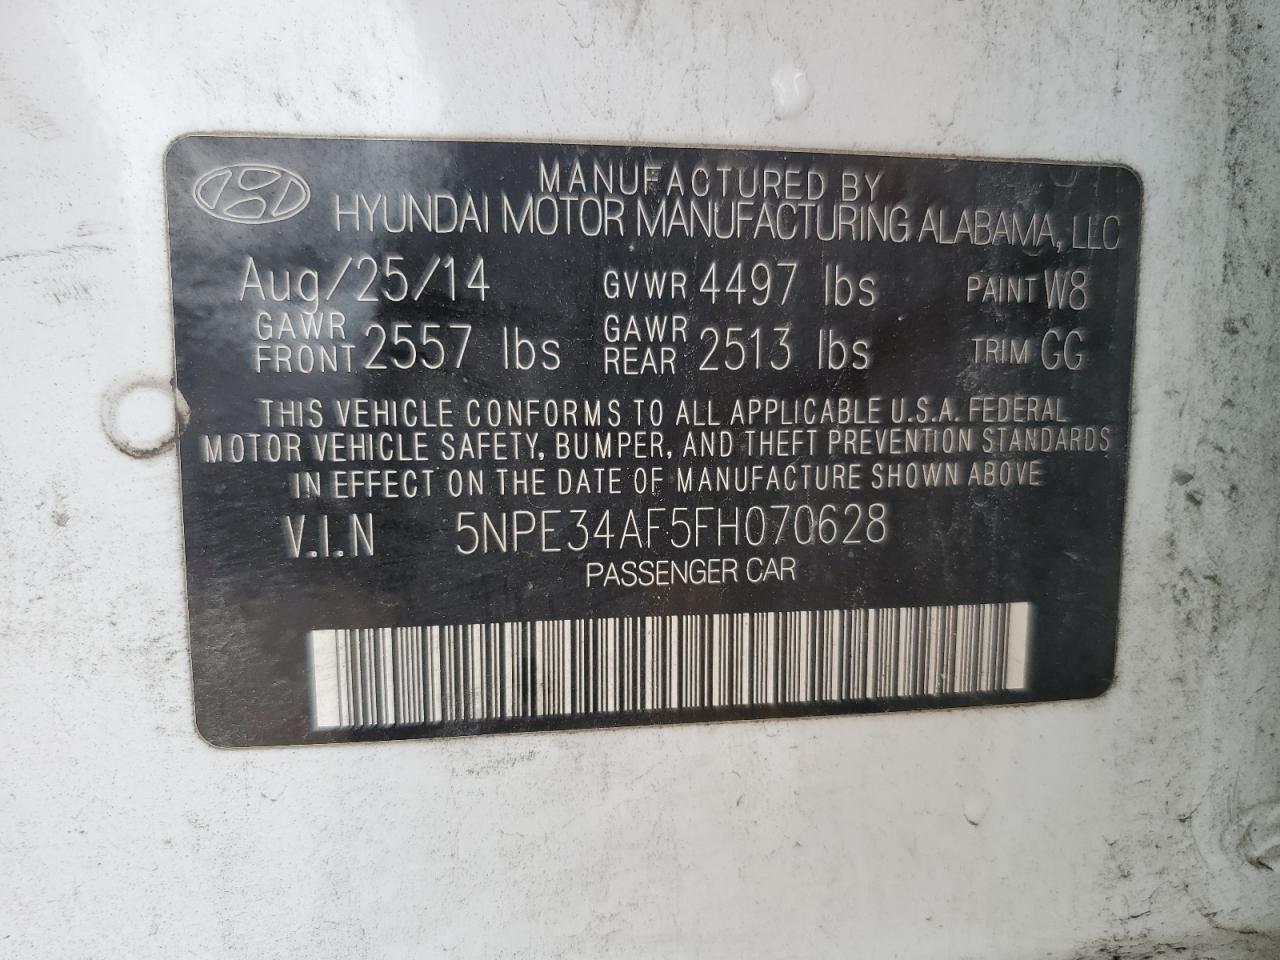 MANUFACTURED BY
HYUNDAI MOTOR MANUFACTURING ALABAMA, LLC
Aug/25/14 GVWR 4497 lbs PAINT W8
GAWR FRONT 2557 lbs GAWR REAR 2513 lbs TRIM GG
THIS VEHICLE CONFORMS TO ALL APPLICABLE U.S.A. FEDERAL
MOTOR VEHICLE SAFETY, BUMPER, AND THEFT PREVENTION STANDARDS
IN EFFECT ON THE DATE OF MANUFACTURE SHOWN ABOVE
V.I.N 5NPE34AF5FH070628
PASSENGER CAR